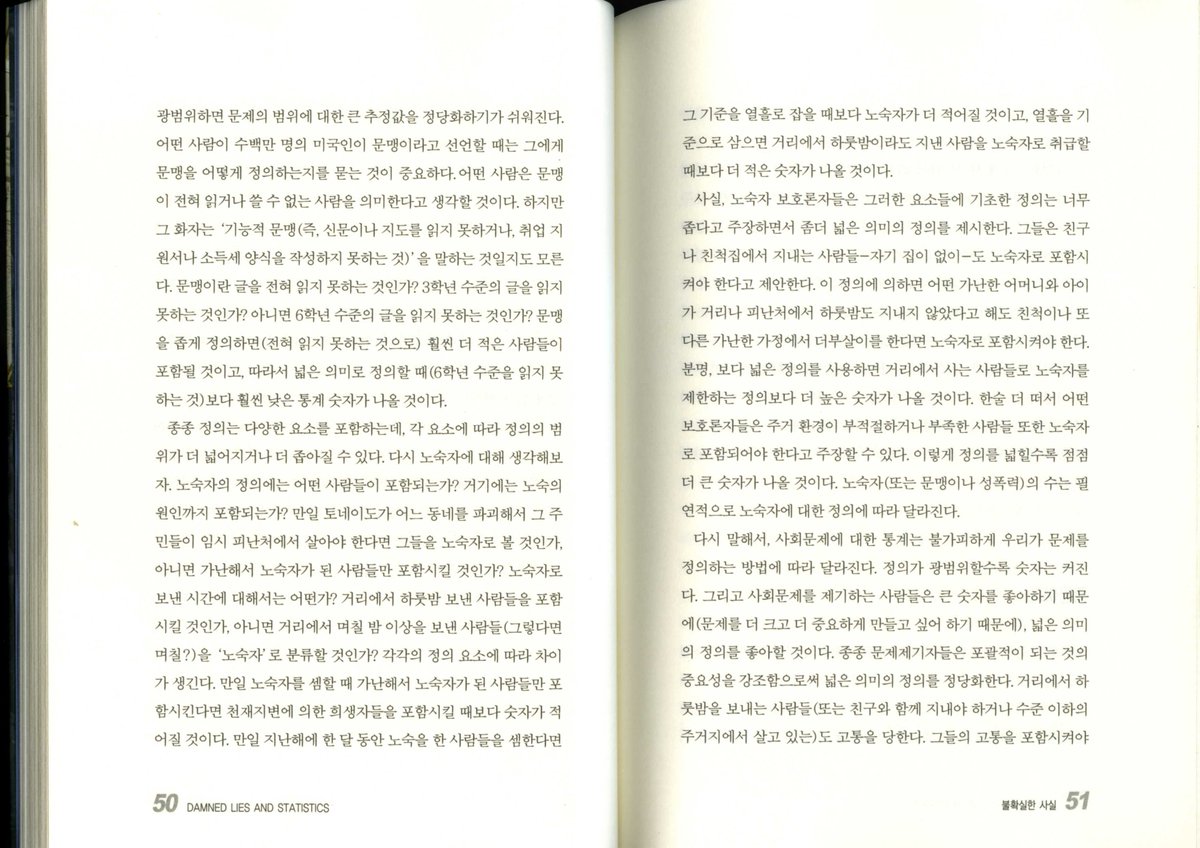 광범위하면 문제의 범위에 대한 큰 추정값을 정당화하기가 쉬워진다.
어떤 사람이 수백만 명의 미국인이 문맹이라고 선언할 때는 그에게
문맹을 어떻게 정의하는지를 묻는 것이 중요하다. 어떤 사람은 문맹
이 전혀 읽거나 쓸 수 없는 사람을 의미한다고 생각할 것이다. 하지만
그 화자는 ‘기능적 문맹(즉, 신문이나 지도를 읽지 못하거나, 취업 지
원서나 소득세 양식을 작성하지 못하는 것)’을 말하는 것일지도 모른
다. 문맹이란 글을 전혀 읽지 못하는 것인가? 3학년 수준의 글을 읽지
못하는 것인가? 아니면 6학년 수준의 글을 읽지 못하는 것인가? 문맹
을 좁게 정의하면(전혀 읽지 못하는 것으로) 훨씬 더 적은 사람들이
포함될 것이고, 따라서 넓은 의미로 정의할 때(6학년 수준을 읽지 못
하는 것)보다 훨씬 낮은 통계 숫자가 나올 것이다.
종종 정의는 다양한 요소를 포함하는데, 각 요소에 따라 정의의 범
위가 더 넓어지거나 더 좁아질 수 있다. 다시 노숙자에 대해 생각해보
자. 노숙자의 정의에는 어떤 사람들이 포함되는가? 거기에는 노숙의
원인까지 포함되는가? 만일 토네이도가 어느 동네를 파괴해서 그 주
민들이 임시 피난처에서 살아야 한다면 그들을 노숙자로 볼 것인가,
아니면 가난해서 노숙자가 된 사람들만 포함시킬 것인가? 노숙자로
보낸 시간에 대해서는 어떤가? 거리에서 하룻밤 보낸 사람들을 포함
시킬 것인가, 아니면 거리에서 며칠 밤 이상을 보낸 사람들(그렇다면
며칠?)을 ‘노숙자’로 분류할 것인가? 각각의 정의 요소에 따라 차이
가 생긴다. 만일 노숙자를 셈할 때 가난해서 노숙자가 된 사람들만 포
함시킨다면 천재지변에 의한 희생자들을 포함시킬 때보다 숫자가 적
어질 것이다. 만일 지난해에 한 달 동안 노숙을 한 사람들을 셈한다면
50 DAMNED LIES AND STATISTICS
그 기준을 열흘로 잡을 때보다 노숙자가 더 적어질 것이고, 열흘을 기
준으로 삼으면 거리에서 하룻밤이라도 지낸 사람을 노숙자로 취급할
때보다 더 적은 숫자가 나올 것이다.
사실, 노숙자 보호론자들은 그러한 요소들에 기초한 정의는 너무
좁다고 주장하면서 좀더 넓은 의미의 정의를 제시한다. 그들은 친구
나 친척집에서 지내는 사람들–자기 집이 없이–도 노숙자로 포함시
켜야 한다고 제안한다. 이 정의에 의하면 어떤 가난한 어머니와 아이
가 거리나 피난처에서 하룻밤도 지내지 않았다고 해도 친척이나 또
다른 가난한 가정에서 더부살이를 한다면 노숙자로 포함시켜야 한다.
분명, 보다 넓은 정의를 사용하면 거리에서 사는 사람들로 노숙자를
제한하는 정의보다 더 높은 숫자가 나올 것이다. 한술 더 떠서 어떤
보호론자들은 주거 환경이 부적절하거나 부족한 사람들 또한 노숙자
로 포함되어야 한다고 주장할 수 있다. 이렇게 정의를 넓힐수록 점점
더 큰 숫자가 나올 것이다. 노숙자(또는 문맹이나 성폭력)의 수는 필
연적으로 노숙자에 대한 정의에 따라 달라진다.
다시 말해서, 사회문제에 대한 통계는 불가피하게 우리가 문제를
정의하는 방법에 따라 달라진다. 정의가 광범위할수록 숫자는 커진
다. 그리고 사회문제를 제기하는 사람들은 큰 숫자를 좋아하기 때문
에(문제를 더 크고 더 중요하게 만들고 싶어 하기 때문에), 넓은 의미
의 정의를 좋아할 것이다. 종종 문제제기자들은 포괄적이 되는 것의
중요성을 강조함으로써 넓은 의미의 정의를 정당화한다. 거리에서 하
룻밤을 보내는 사람들(또는 친구와 함께 지내야 하거나 수준 이하의
주거지에서 살고 있는)도 고통을 당한다. 그들의 고통을 포함시켜야
불확실한 사실 51